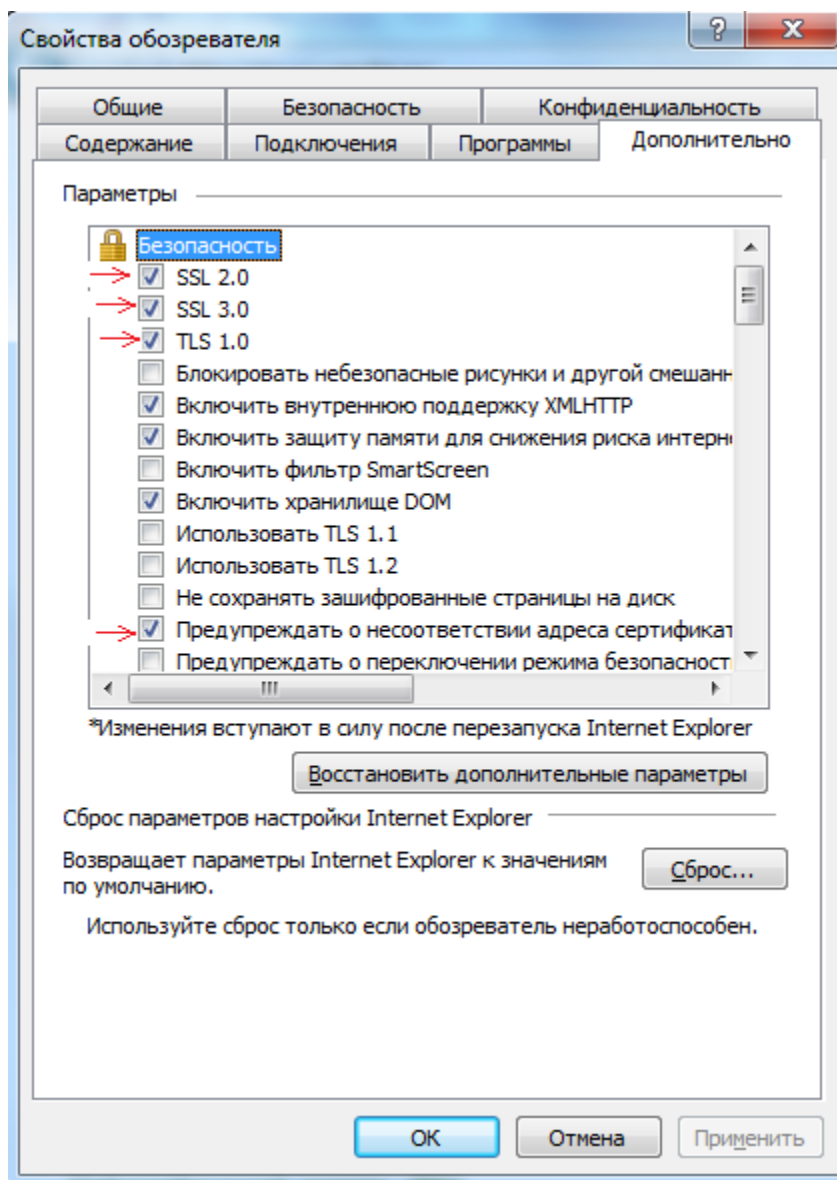 Свойства обозревателя
Общие
Безопасность
Конфиденциальность
Содержание
Подключения
Программы
Дополнительно
Параметры
Безопасность
SSL 2.0
SSL 3.0
TLS 1.0
Блокировать небезопасные рисунки и другой смешанн
Включить внутреннюю поддержку XMLHTTP
Включить защиту памяти для снижения риска интерн
Включить фильтр SmartScreen
Включить хранилище DOM
Использовать TLS 1.1
Использовать TLS 1.2
Не сохранять зашифрованные страницы на диск
Предупреждать о несоответствии адреса сертификат
Предупреждать о переключении режима безопасност
*Изменения вступают в силу после перезапуска Internet Explorer
Восстановить дополнительные параметры
Сброс параметров настройки Internet Explorer
Возвращает параметры Internet Explorer к значениям
по умолчанию.
Сброс...
Используйте сброс только если обозреватель неработоспособен.
ОК
Отмена
Применить